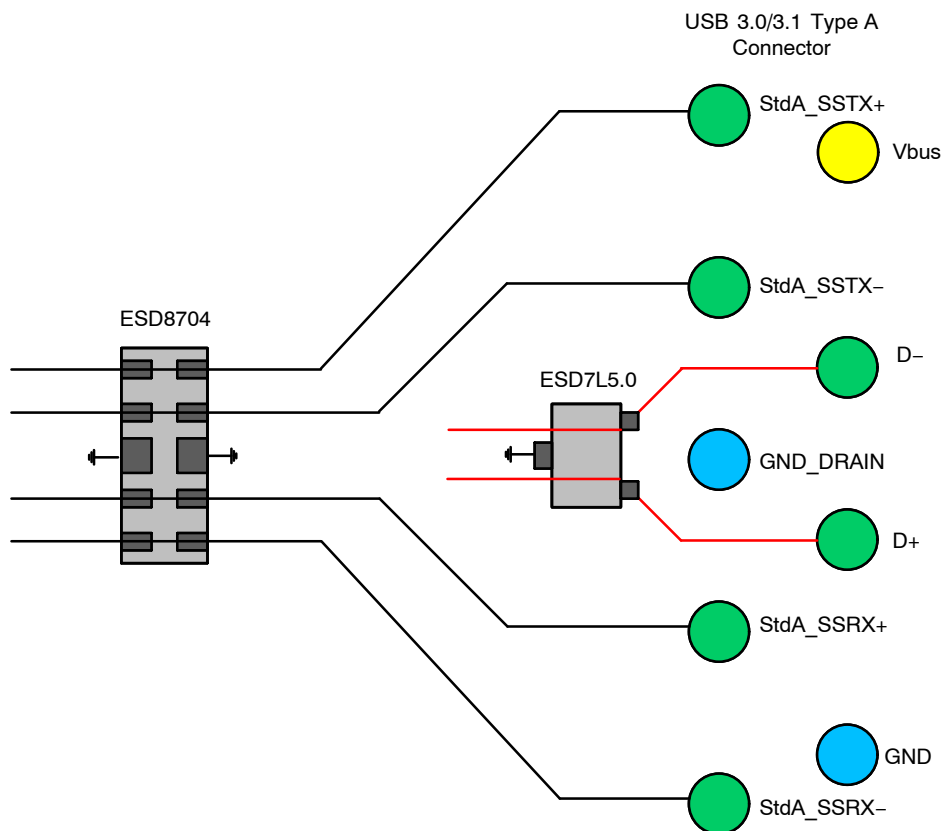 USB 3.0/3.1 Type A
Connector
StdA_SSTX+
Vbus
StdA_SSTX−
ESD8704
D−
ESD7L5.0
GND_DRAIN
D+
StdA_SSRX+
GND
StdA_SSRX−